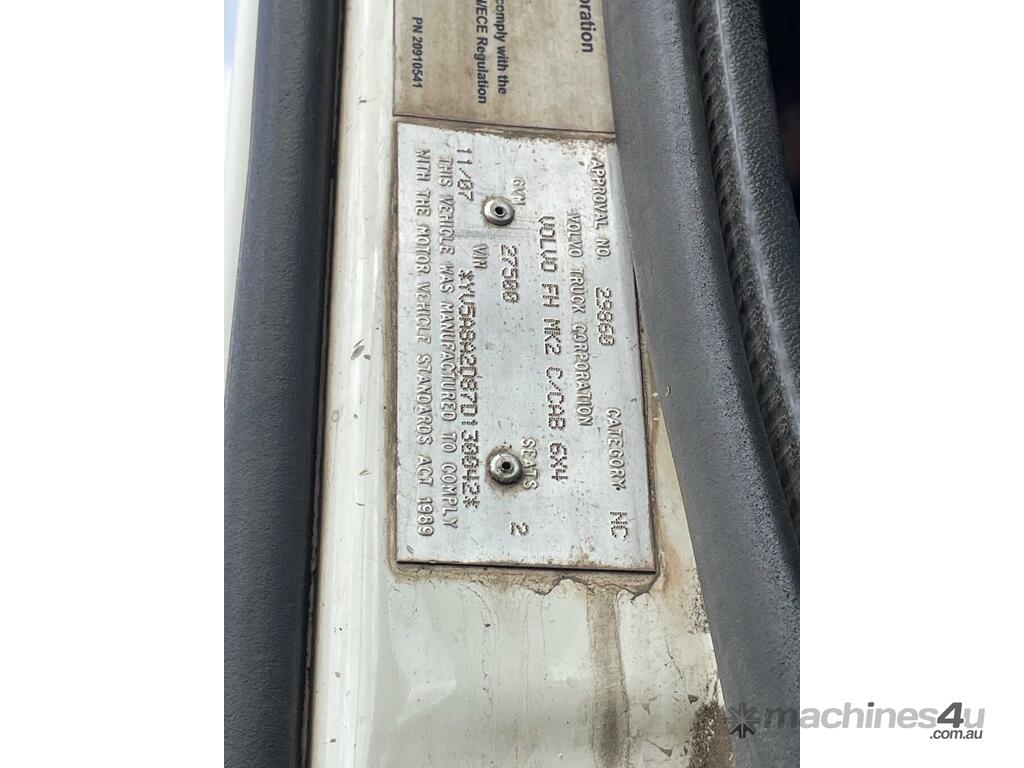 oration
comply with the
N/ECE Regulation
PN 20910541
APPROVAL NO. 29860 CATEGORY NC
VOLVO TRUCK CORPORATION
VOLVO FH MK2 C/CAB 6X4
GVM 27500 SEATS 2
11/07 VIN *YV5A8A2D87D130042*
THIS VEHICLE WAS MANUFACTURED TO COMPLY
WITH THE MOTOR VEHICLE STANDARDS ACT 1989
machines4u
.com.au